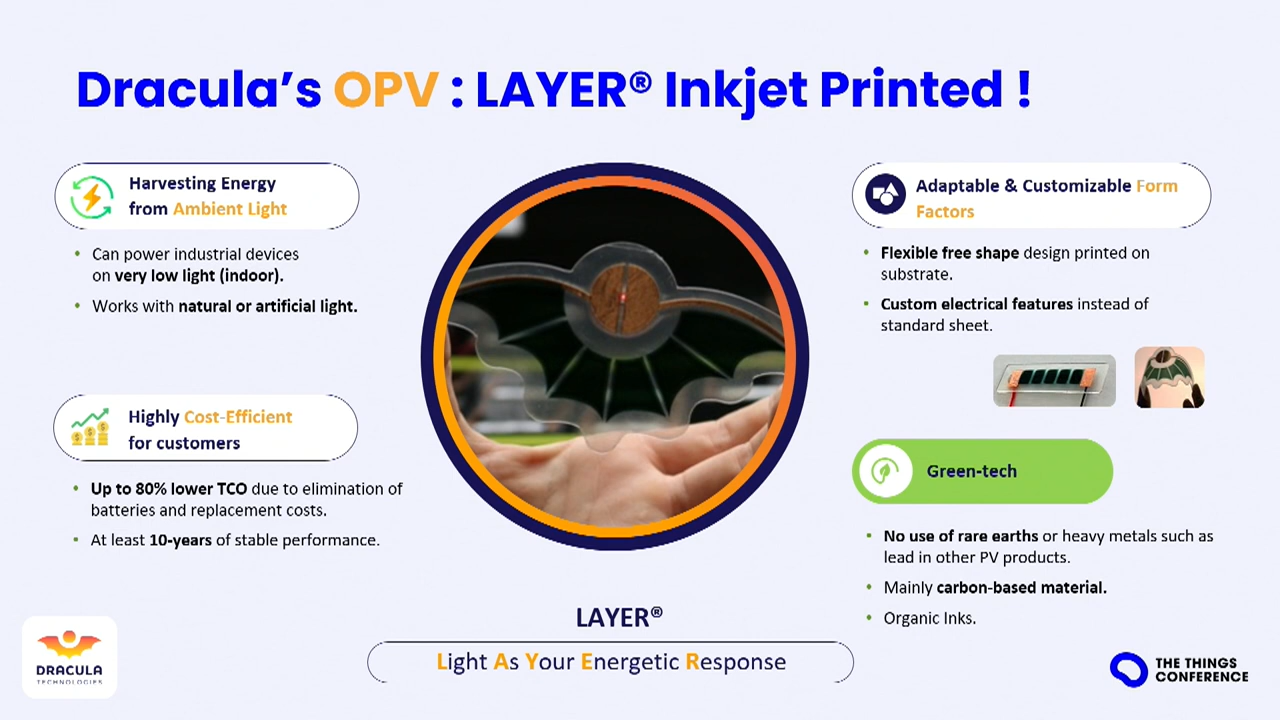 Dracula's OPV : LAYER® Inkjet Printed !
Harvesting Energy
from Ambient Light
• Can power industrial devices
on very low light (indoor).
• Works with natural or artificial light.
Highly Cost-Efficient
for customers
• Up to 80% lower TCO due to elimination of
batteries and replacement costs.
• At least 10-years of stable performance.
Adaptable & Customizable Form
Factors
• Flexible free shape design printed on
substrate.
• Custom electrical features instead of
standard sheet.
Green-tech
• No use of rare earths or heavy metals such as
lead in other PV products.
• Mainly carbon-based material.
• Organic Inks.
LAYER®
Light As Your Energetic Response
DRACULA
TECHNOLOGIES
THE THINGS
CONFERENCE